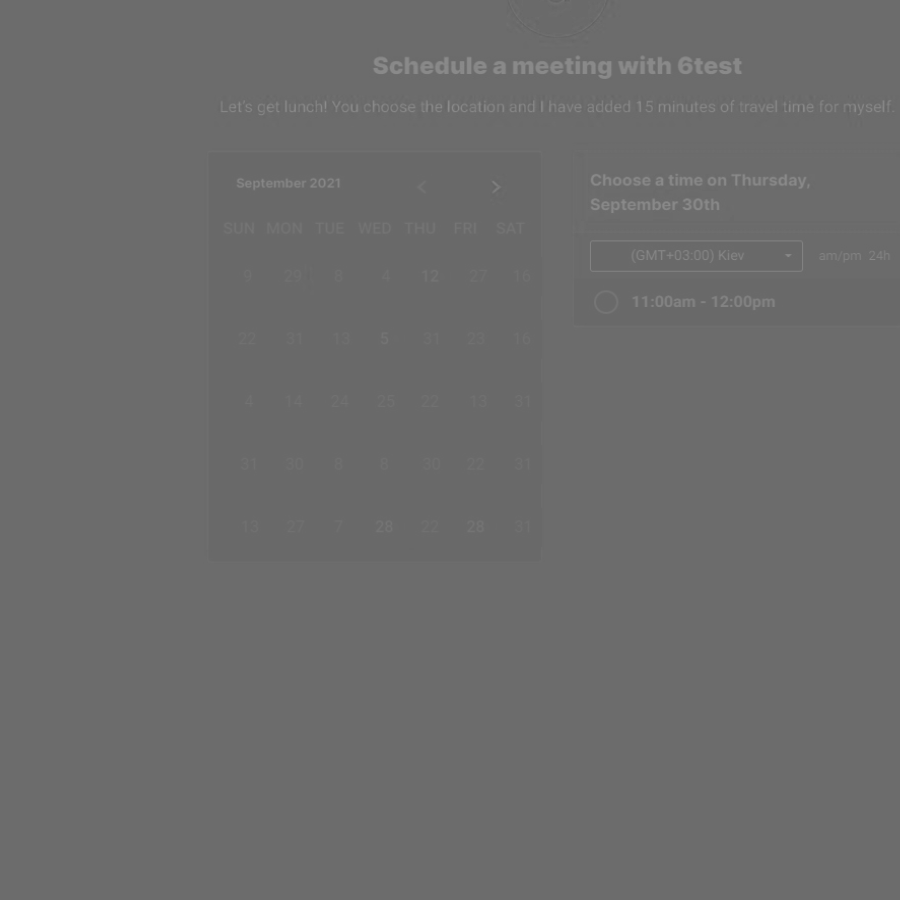 Schedule a meeting with 6test
Let's get lunch! You choose the location and I have added 15 minutes of travel time for myself.
September 2021
SUN MON TUE WED THU FRI SAT
9 29 8 4 12 27 16
22 31 13 5 31 23 16
4 14 24 25 22 13 31
31 30 8 8 30 22 31
13 27 7 28 22 28 31
Choose a time on Thursday,
September 30th
(GMT+03:00) Kiev am/pm 24h
11:00am - 12:00pm